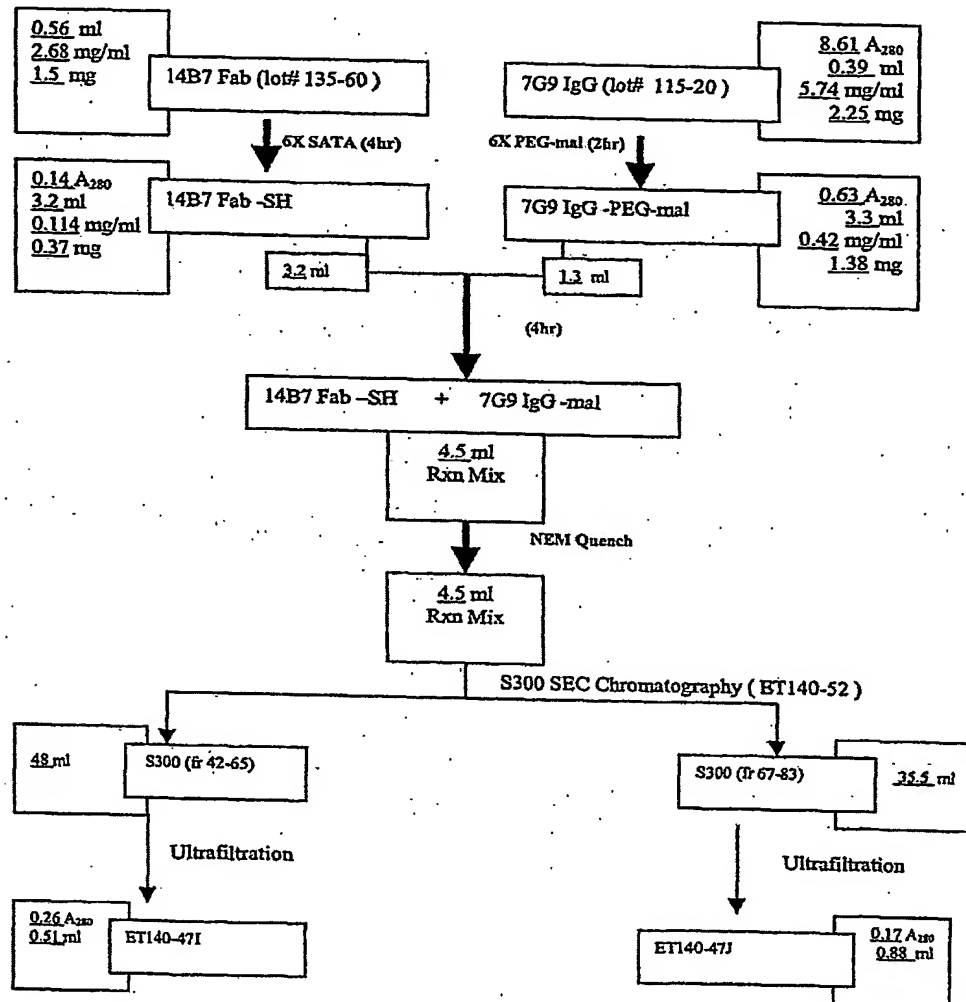 0.56 ml
2.68 mg/ml
1.5 mg
14B7 Fab (lot# 135-60)
7G9 IgG (lot# 115-20)
8.61 A280
0.39 ml
5.74 mg/ml
2.25 mg
6X SATA (4hr)
6X PEG-mal (2hr)
0.14 A280
3.2 ml
0.114 mg/ml
0.37 mg
14B7 Fab -SH
7G9 IgG -PEG-mal
0.63 A280
3.3 ml
0.42 mg/ml
1.38 mg
3.2 ml
1.3 ml
(4hr)
14B7 Fab –SH + 7G9 IgG -mal
4.5 ml
Rxn Mix
NEM Quench
4.5 ml
Rxn Mix
S300 SEC Chromatography ( ET140-52 )
48 ml
S300 (fr 42-65)
S300 (fr 67-83)
35.5 ml
Ultrafiltration
Ultrafiltration
0.26 A280
0.51 ml
ET140-47I
ET140-47J
0.17 A280
0.88 ml